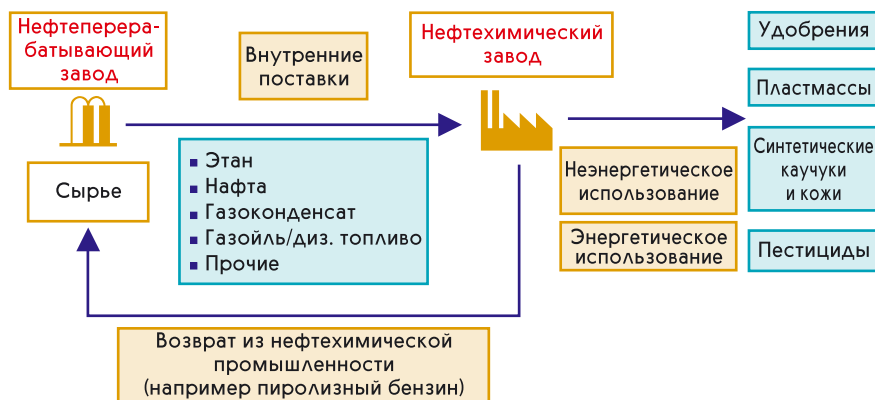 Нефтеперера-
батывающий
завод
Сырье
Внутренние
поставки
▪ Этан
▪ Нафта
▪ Газоконденсат
▪ Газойль/диз. топливо
▪ Прочие
Нефтехимический
завод
Неэнергетическое
использование
Энергетическое
использование
Удобрения
Пластмассы
Синтетические
каучуки
и кожи
Пестициды
Возврат из нефтехимической
промышленности
(например пиролизный бензин)